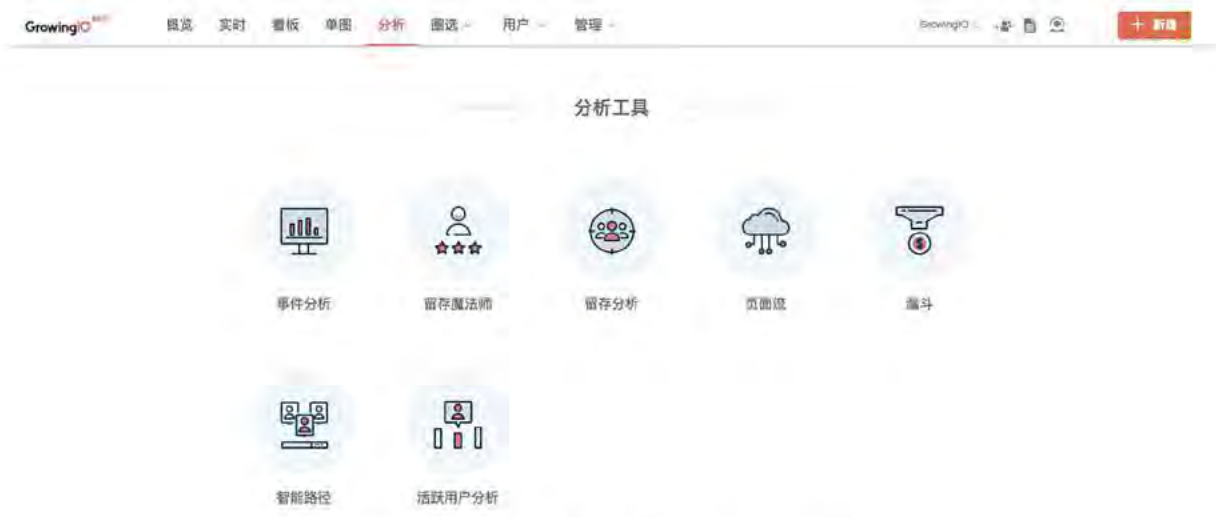 GrowingIO 概览 实时 看板 单图 分析 圈选 用户 管理 GrowingIO + 新建
分析工具
事件分析 留存魔法师 留存分析 页面流 漏斗
智能路径 活跃用户分析